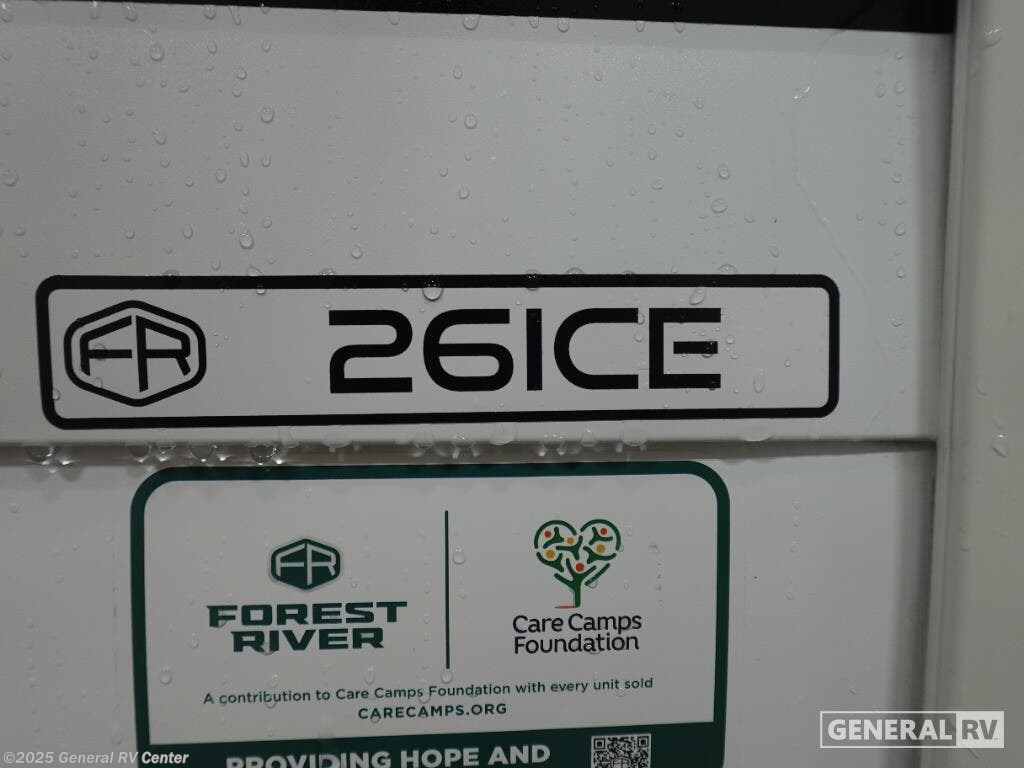 FR 26ICE
FR
FOREST
RIVER
Care Camps
Foundation
A contribution to Care Camps Foundation with every unit sold
CARECAMPS.ORG
PROVIDING HOPE AND
GENERAL RV
©2025 General RV Center